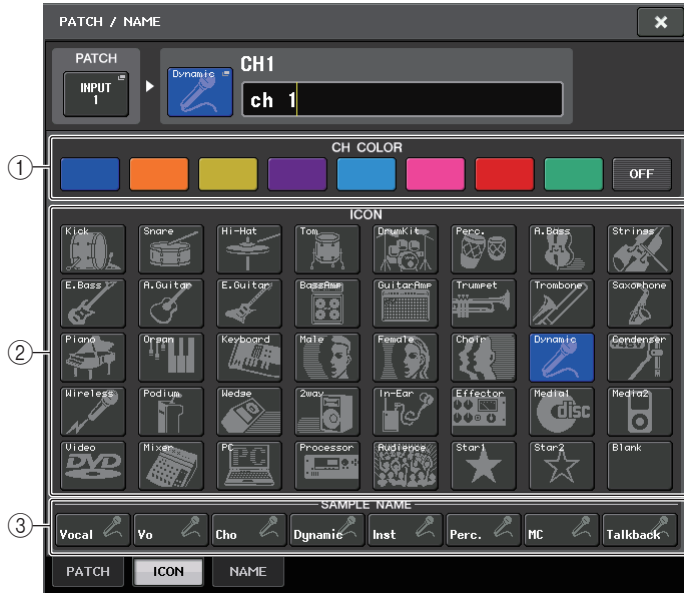 PATCH / NAME
PATCH
INPUT
1
Dynamic
CH1
ch 1
① CH COLOR
OFF
② ICON
Kick Snare Hi-Hat Tom DrumKit Perc. A.Bass Strings
E.Bass A.Guitar E.Guitar BassAmp GuitarAmp Trumpet Trombone Saxophone
Piano Organ Keyboard Male Female Choir Dynamic Condenser
Wireless Podium Wedge 2way In-Ear Effector Media1 Media2
disc
Video Mixer PC Processor Audience Star1 Star2 Blank
DVD PC
③ SAMPLE NAME
Vocal Vo Cho Dynamic Inst Perc. MC Talkback
PATCH ICON NAME